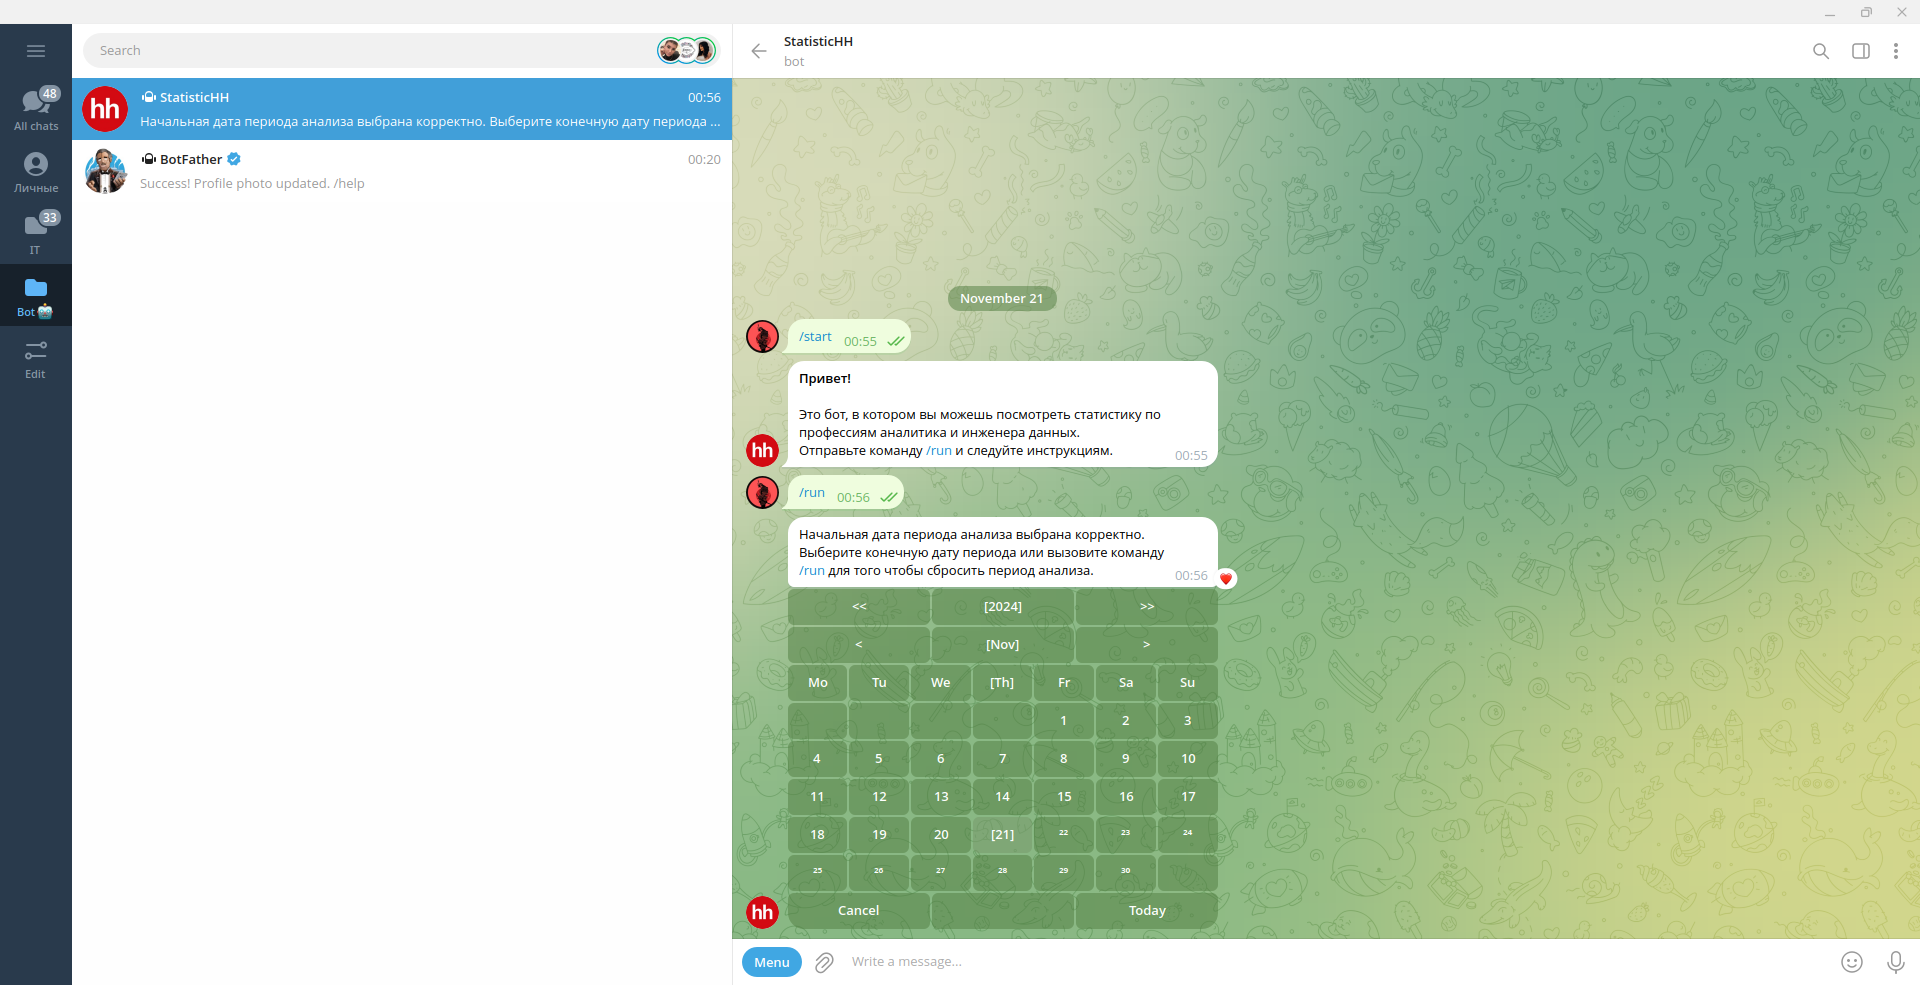 Search
48
All chats
Личные
33
IT
Bot
Edit
hh
StatisticHH
00:56
Начальная дата периода анализа выбрана корректно. Выберите конечную дату периода ...
BotFather
00:20
Success! Profile photo updated. /help
StatisticHH
bot
November 21
/start 00:55
Привет!
Это бот, в котором вы можешь посмотреть статистику по
профессиям аналитика и инженера данных.
Отправьте команду /run и следуйте инструкциям.
00:55
hh
/run 00:56
Начальная дата периода анализа выбрана корректно.
Выберите конечную дату периода или вызовите команду
/run для того чтобы сбросить период анализа.
00:56
<< [2024] >>
< [Nov] >
Mo Tu We [Th] Fr Sa Su
1 2 3
4 5 6 7 8 9 10
11 12 13 14 15 16 17
18 19 20 [21] 22 23 24
25 26 27 28 29 30
Cancel Today
hh
Menu
Write a message...